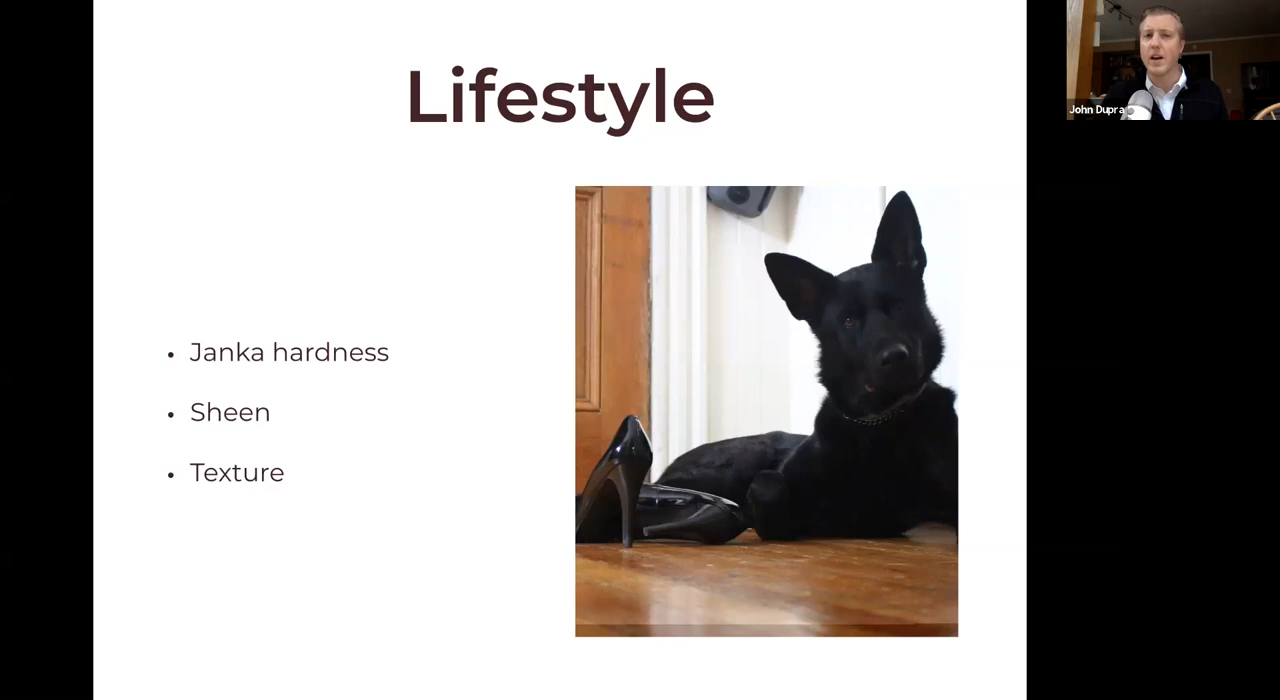 Lifestyle
• Janka hardness
• Sheen
• Texture
John Dupra